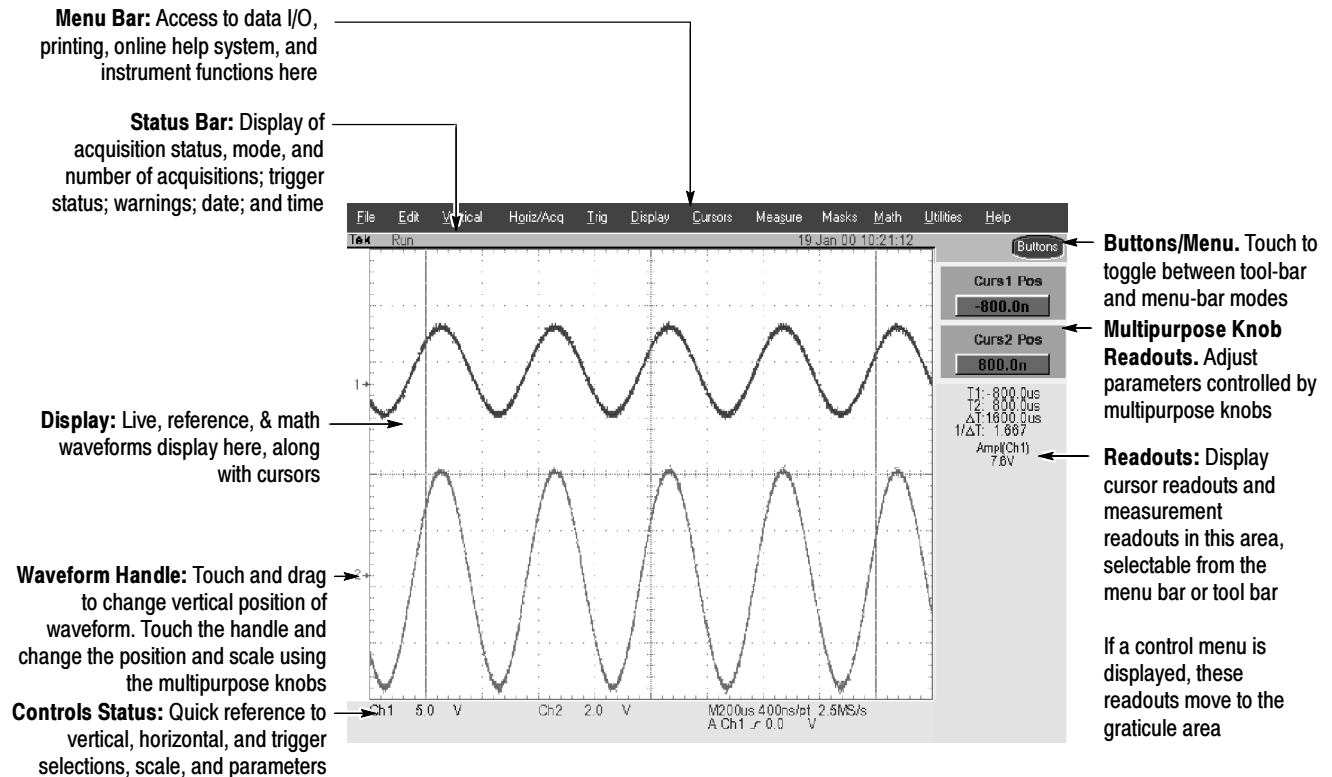 Menu Bar: Access to data I/O,
printing, online help system, and
instrument functions here
Status Bar: Display of
acquisition status, mode, and
number of acquisitions; trigger
status; warnings; date; and time
File Edit Vertical Horiz/Acq Trig Display Cursors Measure Masks Math Utilities Help
Tek Run 19 Jan 00 10:21:12
Buttons
Curs1 Pos
-800.0n
Curs2 Pos
800.0n
T1:-800.0us
T2: 800.0us
ΔT:1600.0us
1/ΔT: 1.667
Ampl(Ch1)
7.6V
1
2
Ch1 5.0 V Ch2 2.0 V M200us 400ns/pt 2.5MS/s
A Ch1 0.0 V
Display: Live, reference, & math
waveforms display here, along
with cursors
Waveform Handle: Touch and drag
to change vertical position of
waveform. Touch the handle and
change the position and scale using
the multipurpose knobs
Controls Status: Quick reference to
vertical, horizontal, and trigger
selections, scale, and parameters
Buttons/Menu. Touch to
toggle between tool-bar
and menu-bar modes
Multipurpose Knob
Readouts. Adjust
parameters controlled by
multipurpose knobs
Readouts: Display
cursor readouts and
measurement
readouts in this area,
selectable from the
menu bar or tool bar
If a control menu is
displayed, these
readouts move to the
graticule area